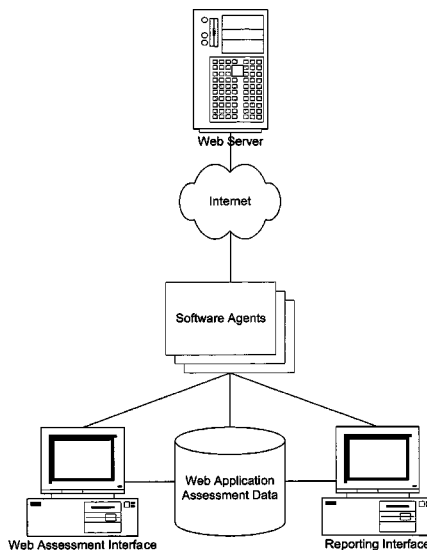 Web Server
Internet
Software Agents
Web Application
Assessment Data
Web Assessment Interface
Reporting Interface